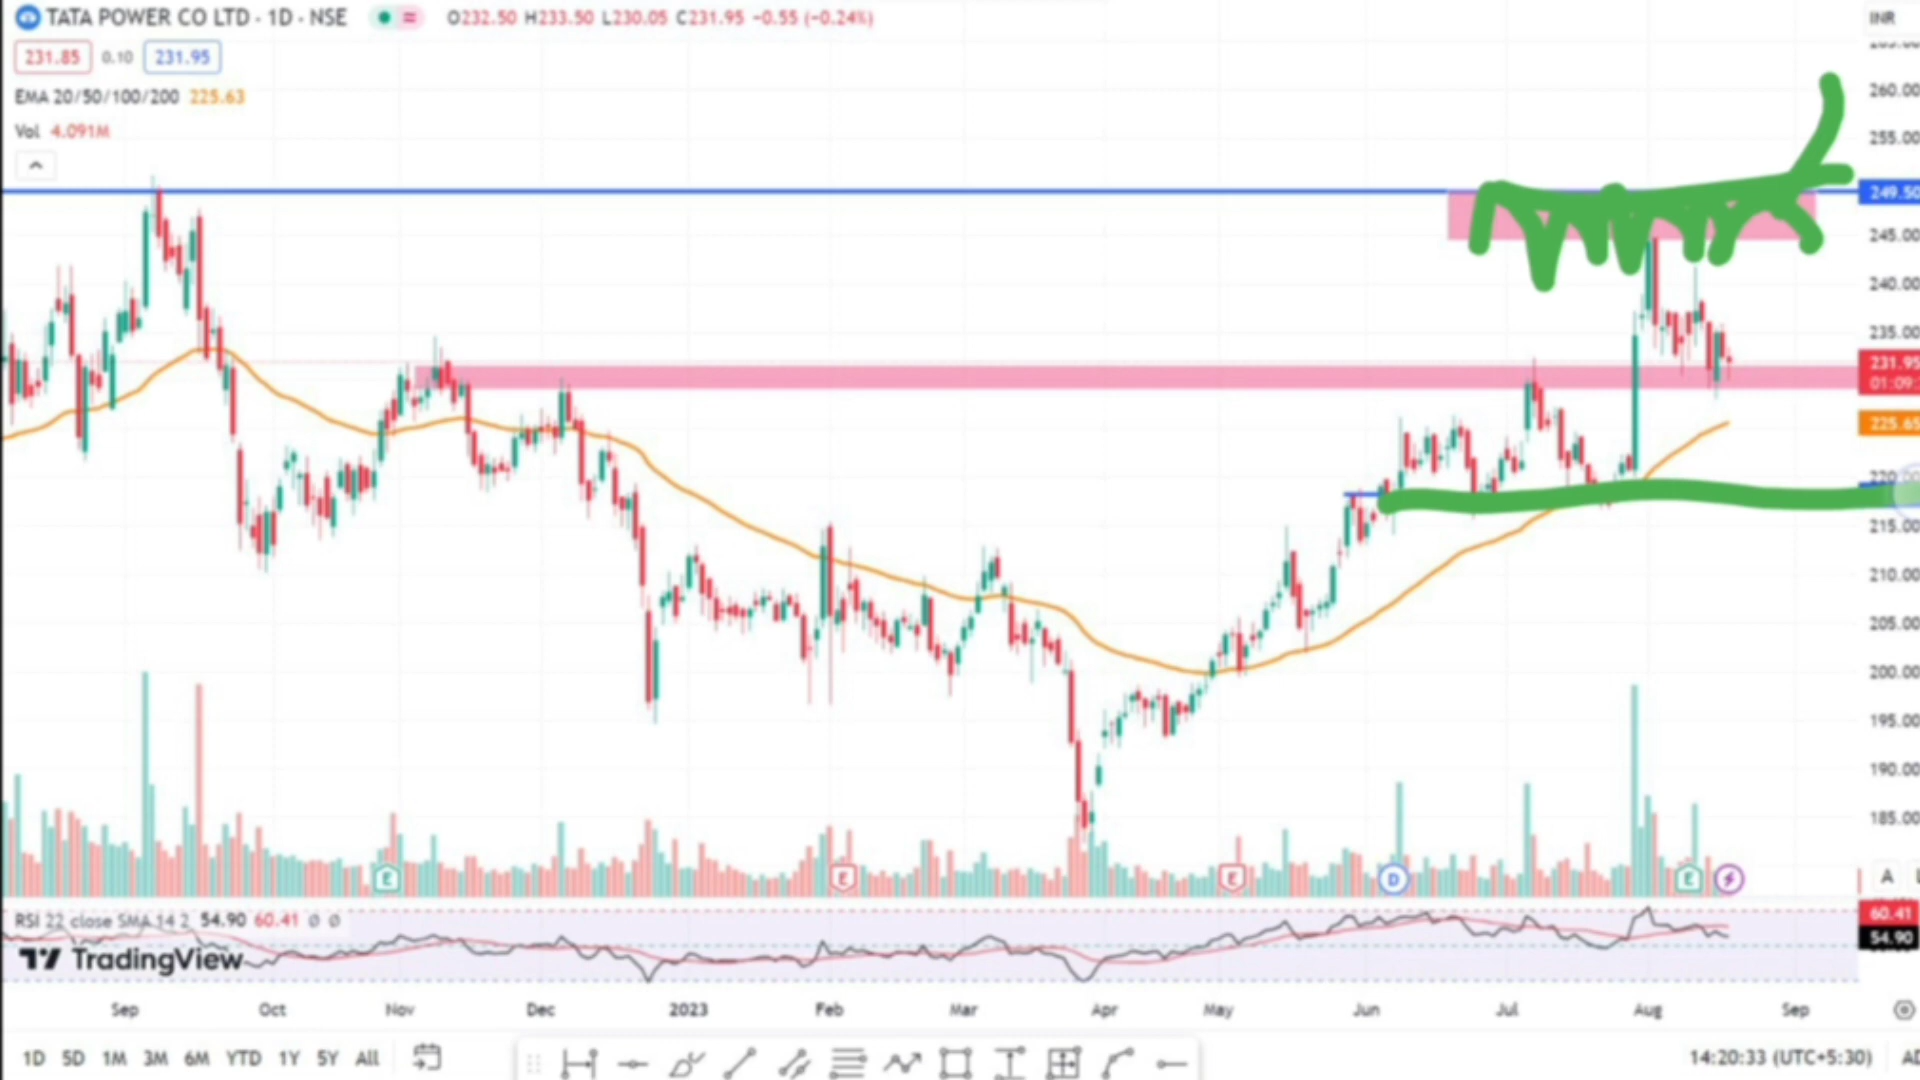 TATA POWER CO LTD · 1D · NSE O232.50 H233.50 L230.05 C231.95 −0.55 (−0.24%) INR
231.85 0.10 231.95
EMA 20/50/100/200 225.63
Vol 4.091M
260.00
255.00
249.50
245.00
240.00
235.00
231.95
225.65
220.00
215.00
210.00
205.00
200.00
195.00
190.00
185.00
E E E D E A
RSI 22 close SMA 14 2 54.90 60.41 0 0
60.41
54.90
TradingView
Sep Oct Nov Dec 2023 Feb Mar Apr May Jun Jul Aug Sep
1D 5D 1M 3M 6M YTD 1Y 5Y All 14:20:33 (UTC+5:30)